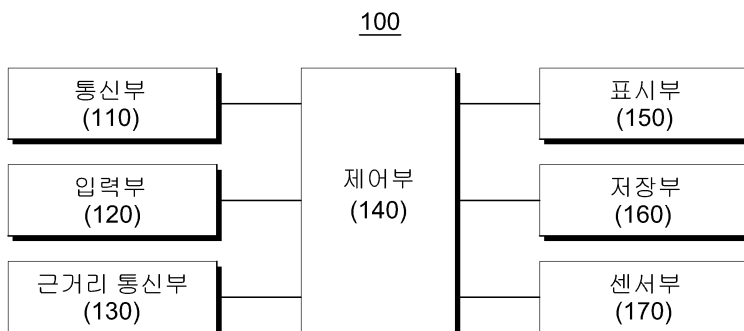 100
통신부
(110)
입력부
(120)
근거리 통신부
(130)
제어부
(140)
표시부
(150)
저장부
(160)
센서부
(170)